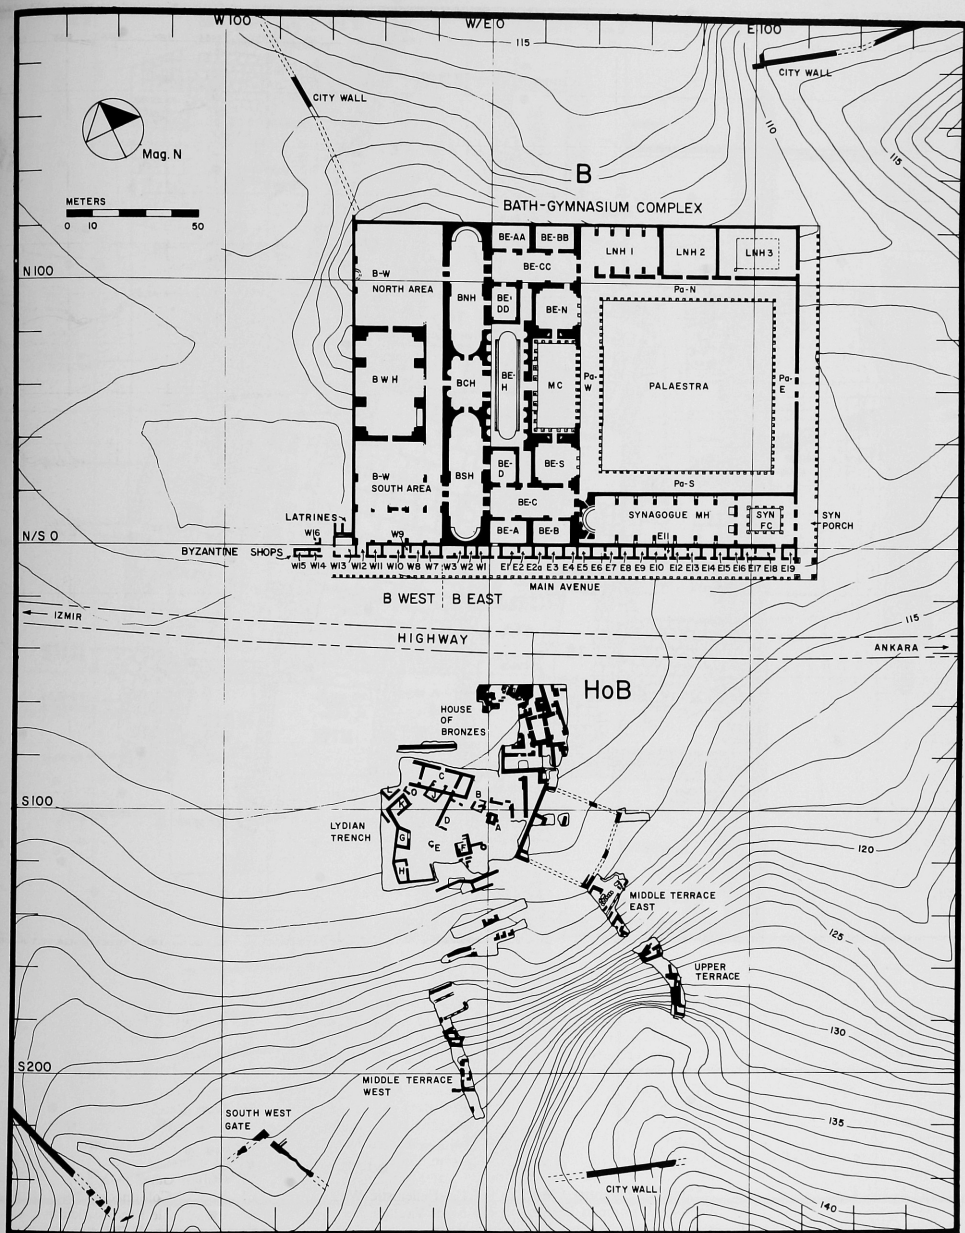 W 100
W/E 0
E 100
115
CITY WALL
CITY WALL
110
115
Mag. N
METERS
0 10 50
B
BATH-GYMNASIUM COMPLEX
BE-AA
BE-BB
LNH 1
LNH 2
LNH 3
BE-CC
N 100
B-W
NORTH AREA
BNH
BE-
DD
BE-N
Pa-N
BWH
BCH
BE-
H
MC
Pa-
W
PALAESTRA
Pa-
E
B-W
SOUTH AREA
BSH
BE-
D
BE-S
Pa-S
BE-C
SYNAGOGUE MH
SYN
FC
SYN
PORCH
LATRINES
BE-A
BE-B
N/S 0
W16
W9
E11
BYZANTINE SHOPS
W15 W14 W13 W12 W11 W10 W8 W7 W3 W2 W1 E1 E2 E2a E3 E4 E5 E6 E7 E8 E9 E10 E12 E13 E14 E15 E16 E17 E18 E19
MAIN AVENUE
B WEST B EAST
IZMIR
HIGHWAY
115
ANKARA
HoB
HOUSE
OF
BRONZES
C
L
K
O
J
B
S 100
D
A
LYDIAN
TRENCH
G
E
F
H
120
MIDDLE TERRACE
EAST
125
UPPER
TERRACE
130
S 200
MIDDLE TERRACE
WEST
SOUTH WEST
GATE
135
CITY WALL
140